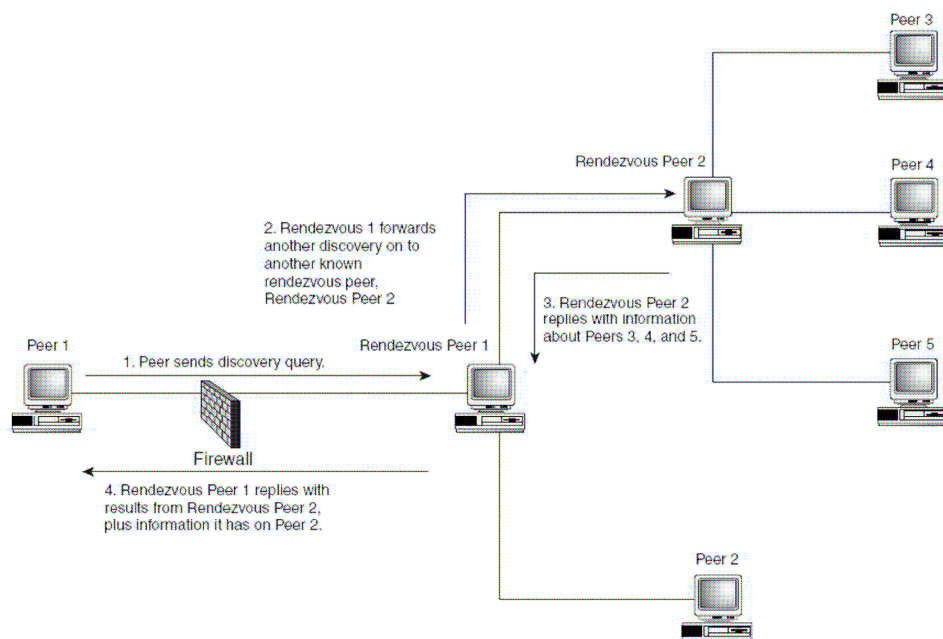 Peer 3
Rendezvous Peer 2
Peer 4
2. Rendezvous 1 forwards
another discovery on to
another known
rendezvous peer,
Rendezvous Peer 2
3. Rendezvous Peer 2
replies with information
about Peers 3, 4, and 5.
Peer 1
1. Peer sends discovery query.
Rendezvous Peer 1
Peer 5
Firewall
4. Rendezvous Peer 1 replies with
results from Rendezvous Peer 2,
plus information it has on Peer 2.
Peer 2